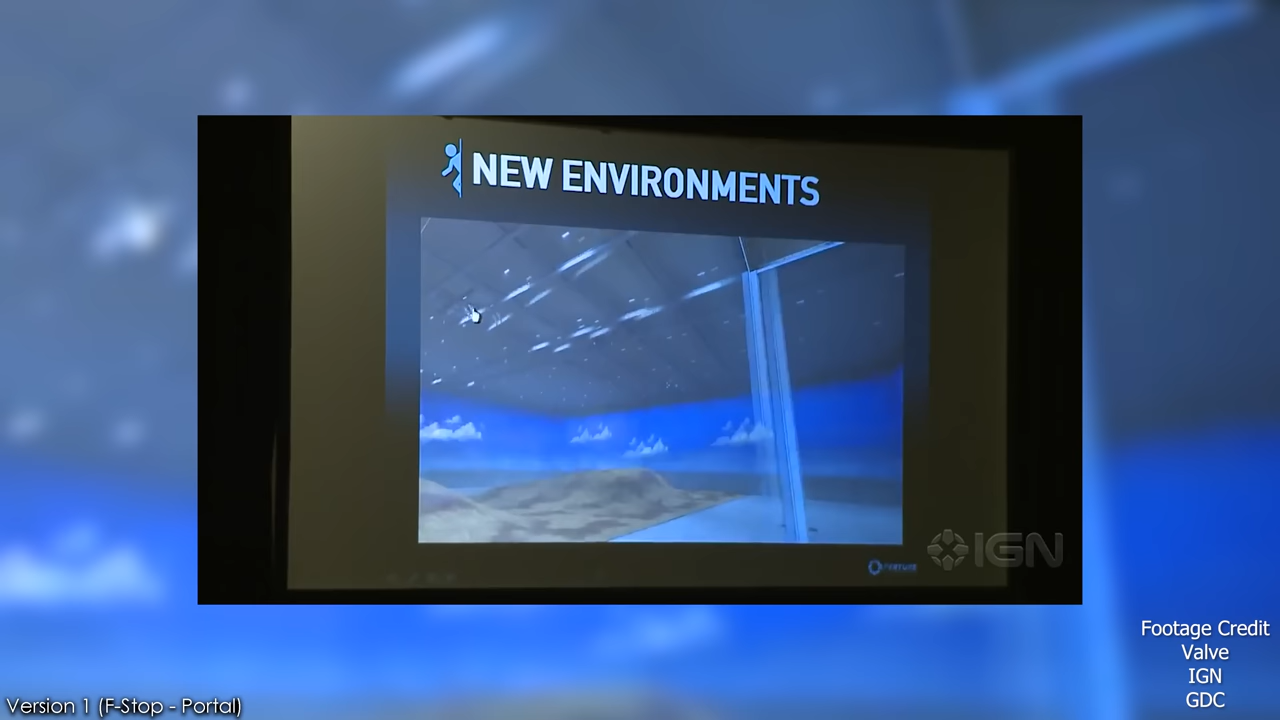 NEW ENVIRONMENTS
IGN
Footage Credit
Valve
IGN
GDC
Version 1 (F-Stop - Portal)